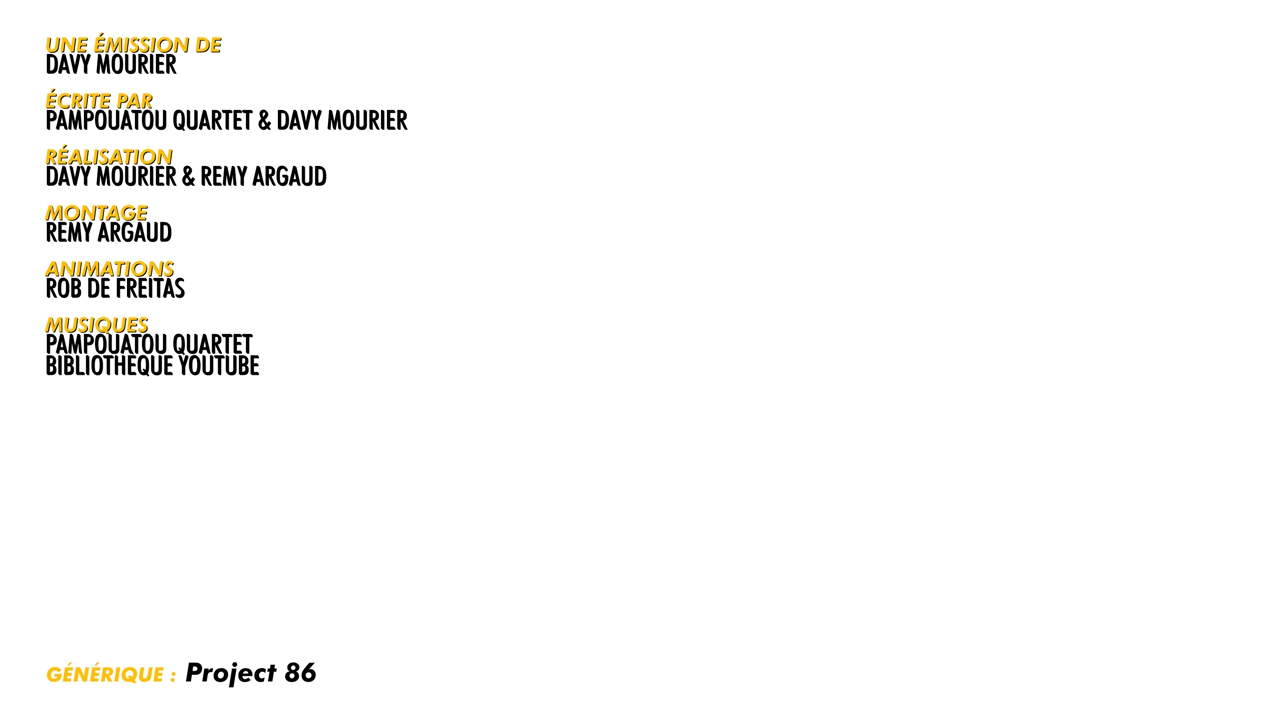 UNE ÉMISSION DE
DAVY MOURIER
ÉCRITE PAR
PAMPOUATOU QUARTET & DAVY MOURIER
RÉALISATION
DAVY MOURIER & REMY ARGAUD
MONTAGE
REMY ARGAUD
ANIMATIONS
ROB DE FREITAS
MUSIQUES
PAMPOUATOU QUARTET
BIBLIOTHÈQUE YOUTUBE
GÉNÉRIQUE : Project 86